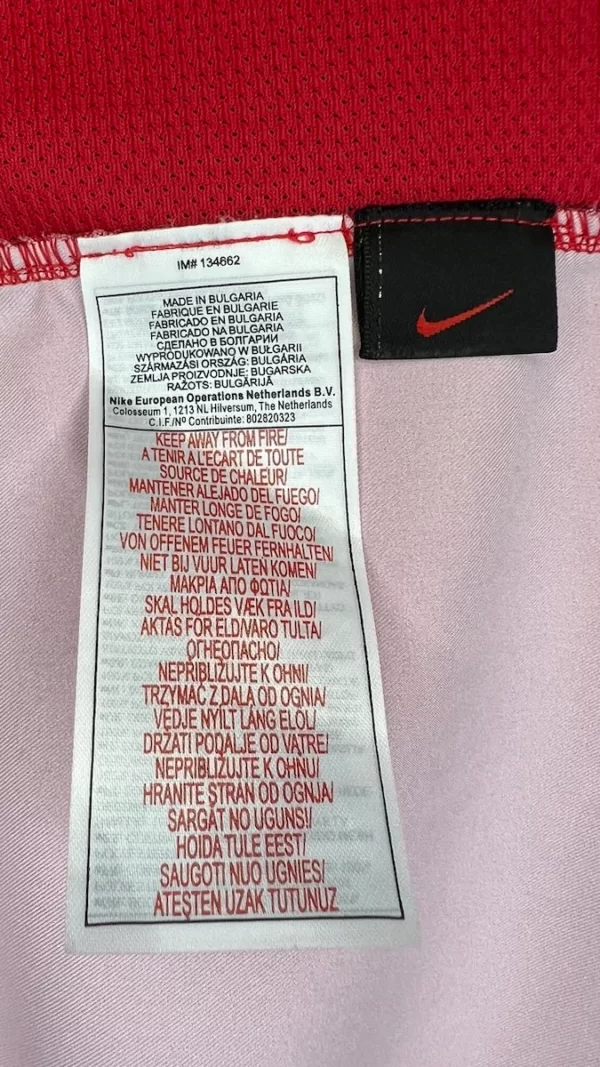 IM# 134662
MADE IN BULGARIA
FABRIQUE EN BULGARIE
FABRICADO EN BULGARIA
FABRICADO NA BULGARIA
СДЕЛАНО В БОЛГАРИИ
WYPRODUKOWANO W BUŁGARII
SZÁRMAZÁSI ORSZÁG: BULGÁRIA
ZEMLJA PROIZVODNJE: BUGARSKA
RAŽOTS: BULGĀRIJĀ
Nike European Operations Netherlands B.V.
Colosseum 1, 1213 NL Hilversum, The Netherlands
C.I.F/Nº Contribuinte: 802820323
KEEP AWAY FROM FIRE/
A TENIR A L'ECART DE TOUTE
SOURCE DE CHALEUR/
MANTENER ALEJADO DEL FUEGO/
MANTER LONGE DE FOGO/
TENERE LONTANO DAL FUOCO/
VON OFFENEM FEUER FERNHALTEN/
NIET BIJ VUUR LATEN KOMEN/
ΜΑΚΡΙΑ ΑΠΟ ΦΩΤΙΑ/
SKAL HOLDES VÆK FRA ILD/
AKTAS FOR ELD/VARO TULTA/
ОГНЕОПАСНО/
NEPRIBLIŽUJTE K OHNI/
TRZYMAĆ Z DALA OD OGNIA/
VEDJE NYÍLT LÁNG ELŐL/
DRŽATI PODALJE OD VATRE/
NEPRIBLIŽUJTE K OHŇU/
HRANITE STRAN OD OGNJA/
SARGĀT NO UGUNS!/
HOIDA TULE EEST/
SAUGOTI NUO UGNIES/
ATEŞTEN UZAK TUTUNUZ